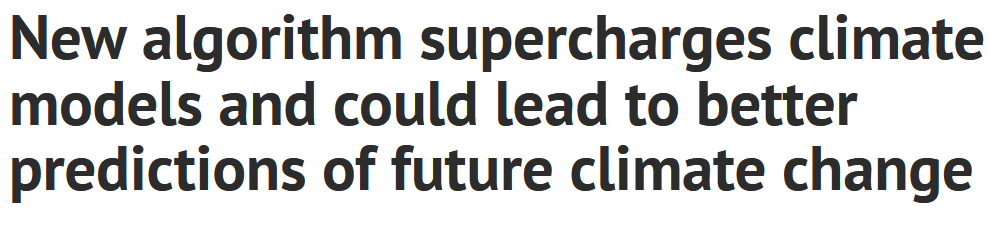 New algorithm supercharges climate
models and could lead to better
predictions of future climate change